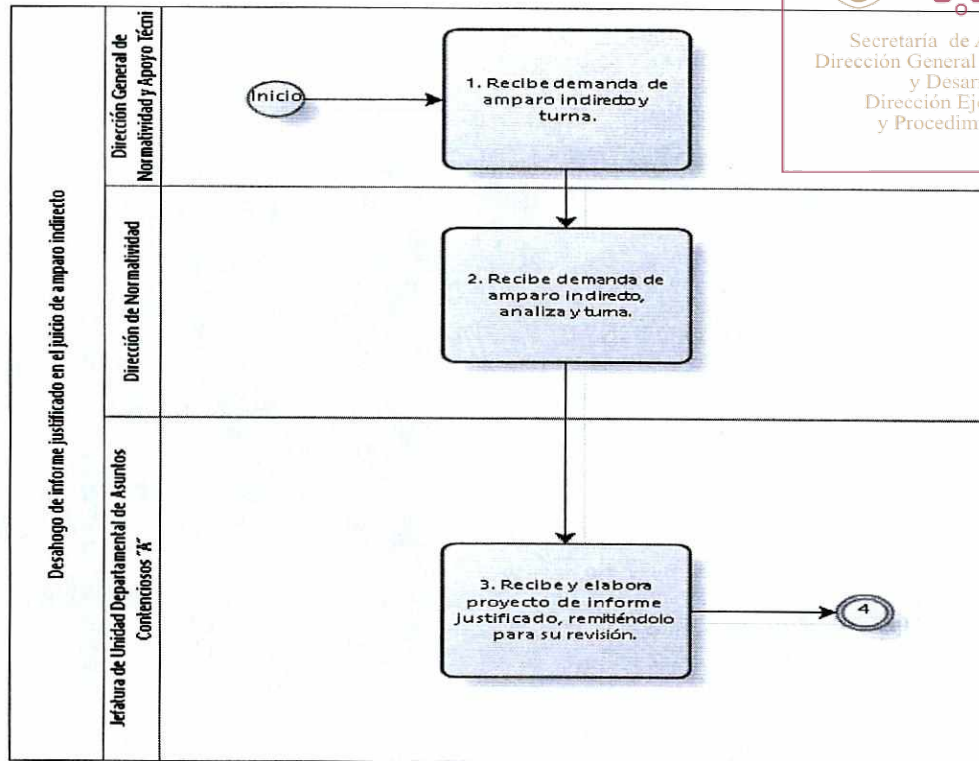 Desahogo de informe justificado en el juicio de amparo indirecto
Dirección General de
Normatividad y Apoyo Técni
Inicio
1. Recibe demanda de
amparo indirecto y
turna.
Dirección de Normatividad
2. Recibe demanda de
amparo indirecto,
analiza y turna.
Jefatura de Unidad Departamental de Asuntos
Contenciosos "A"
3. Recibe y elabora
proyecto de informe
justificado, remitiéndolo
para su revisión.
4
Secretaría de A
Dirección General
y Desar
Dirección Eje
y Procedim